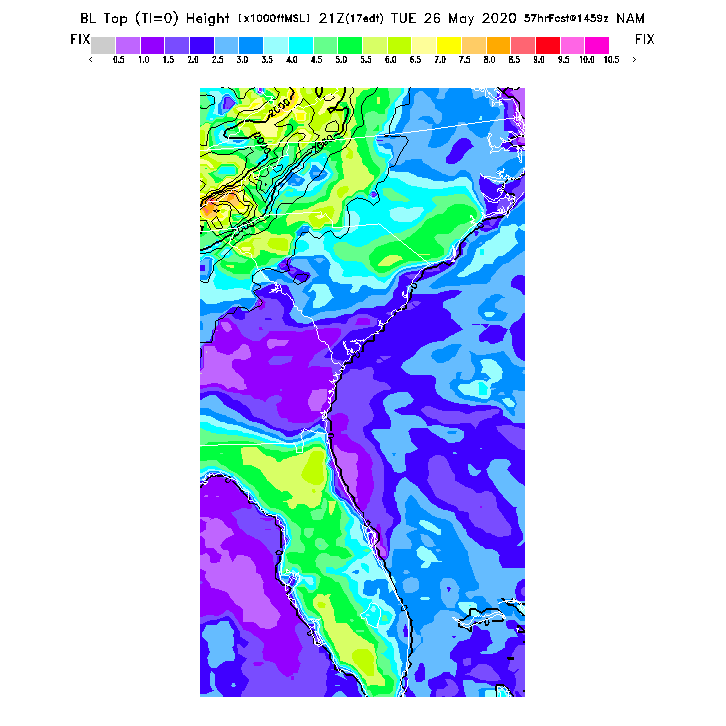 BL Top (TI=0) Height [x1000ftMSL] 21Z(17edt) TUE 26 May 2020 57hrFcst@1459z NAM
FIX FIX
< 0.5 1.0 1.5 2.0 2.5 3.0 3.5 4.0 4.5 5.0 5.5 6.0 6.5 7.0 7.5 8.0 8.5 9.0 9.5 10.0 10.5 >
2000